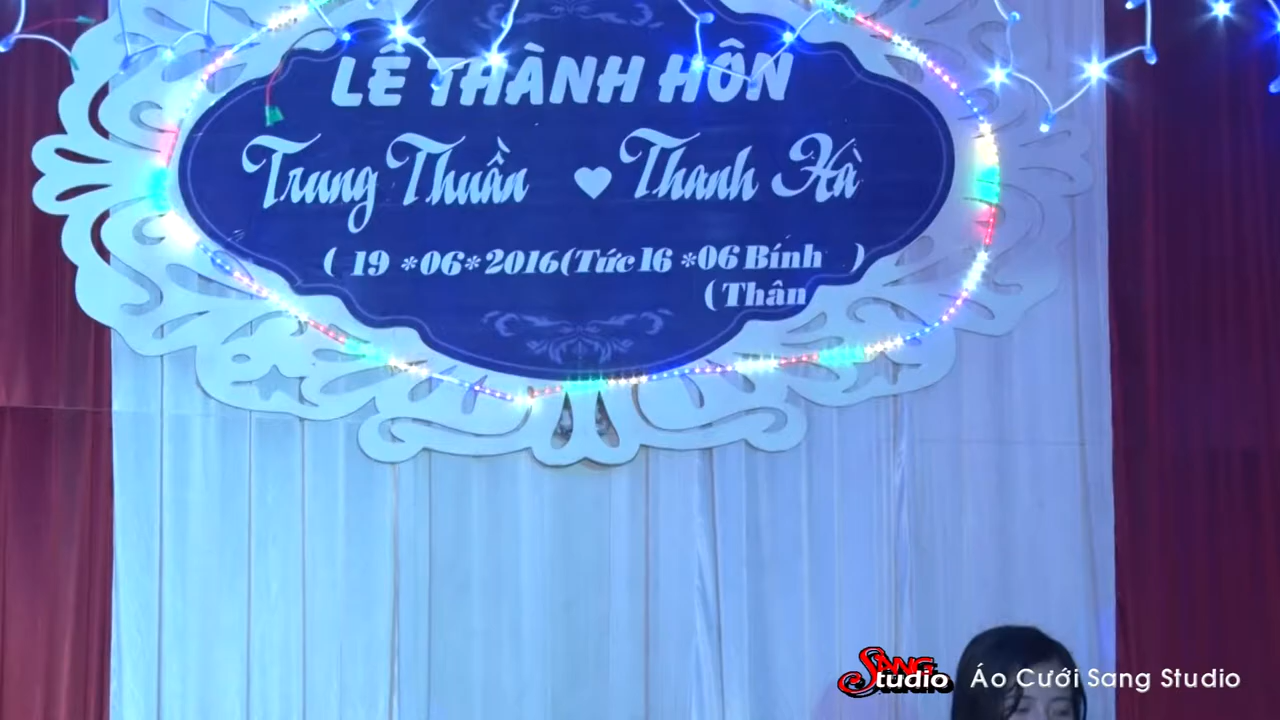 LỄ THÀNH HÔN
Trung Thuần ♥ Thanh Hà
( 19 *06* 2016(Tức 16 *06 Bính )
( Thân
SANG Studio Áo Cưới Sang Studio